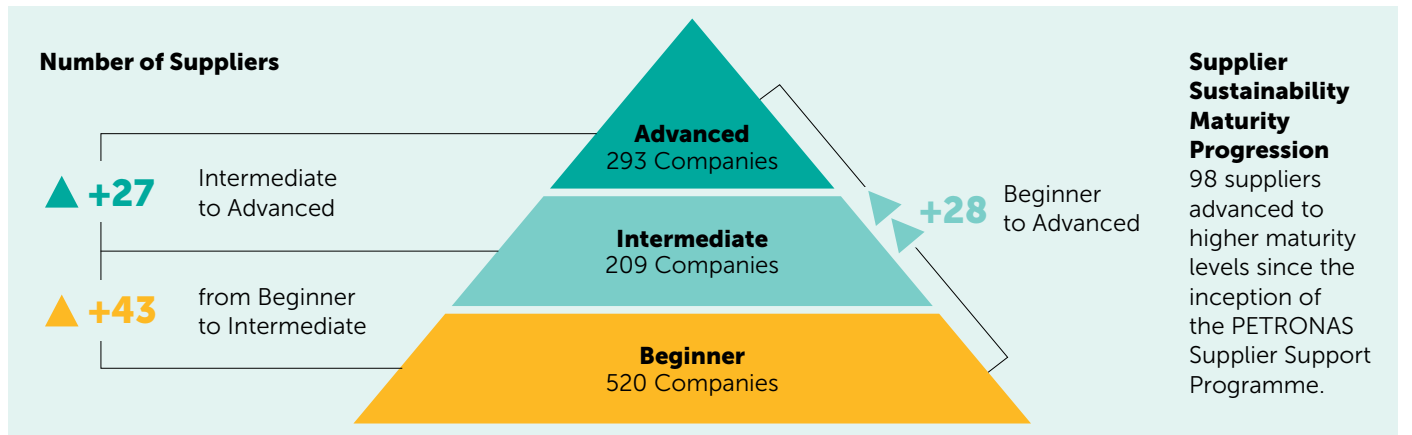 Number of Suppliers
+27
Intermediate
to Advanced
+43
from Beginner
to Intermediate
Advanced
293 Companies
Intermediate
209 Companies
Beginner
520 Companies
+28
Beginner
to Advanced
Supplier
Sustainability
Maturity
Progression
98 suppliers
advanced to
higher maturity
levels since the
inception of
the PETRONAS
Supplier Support
Programme.